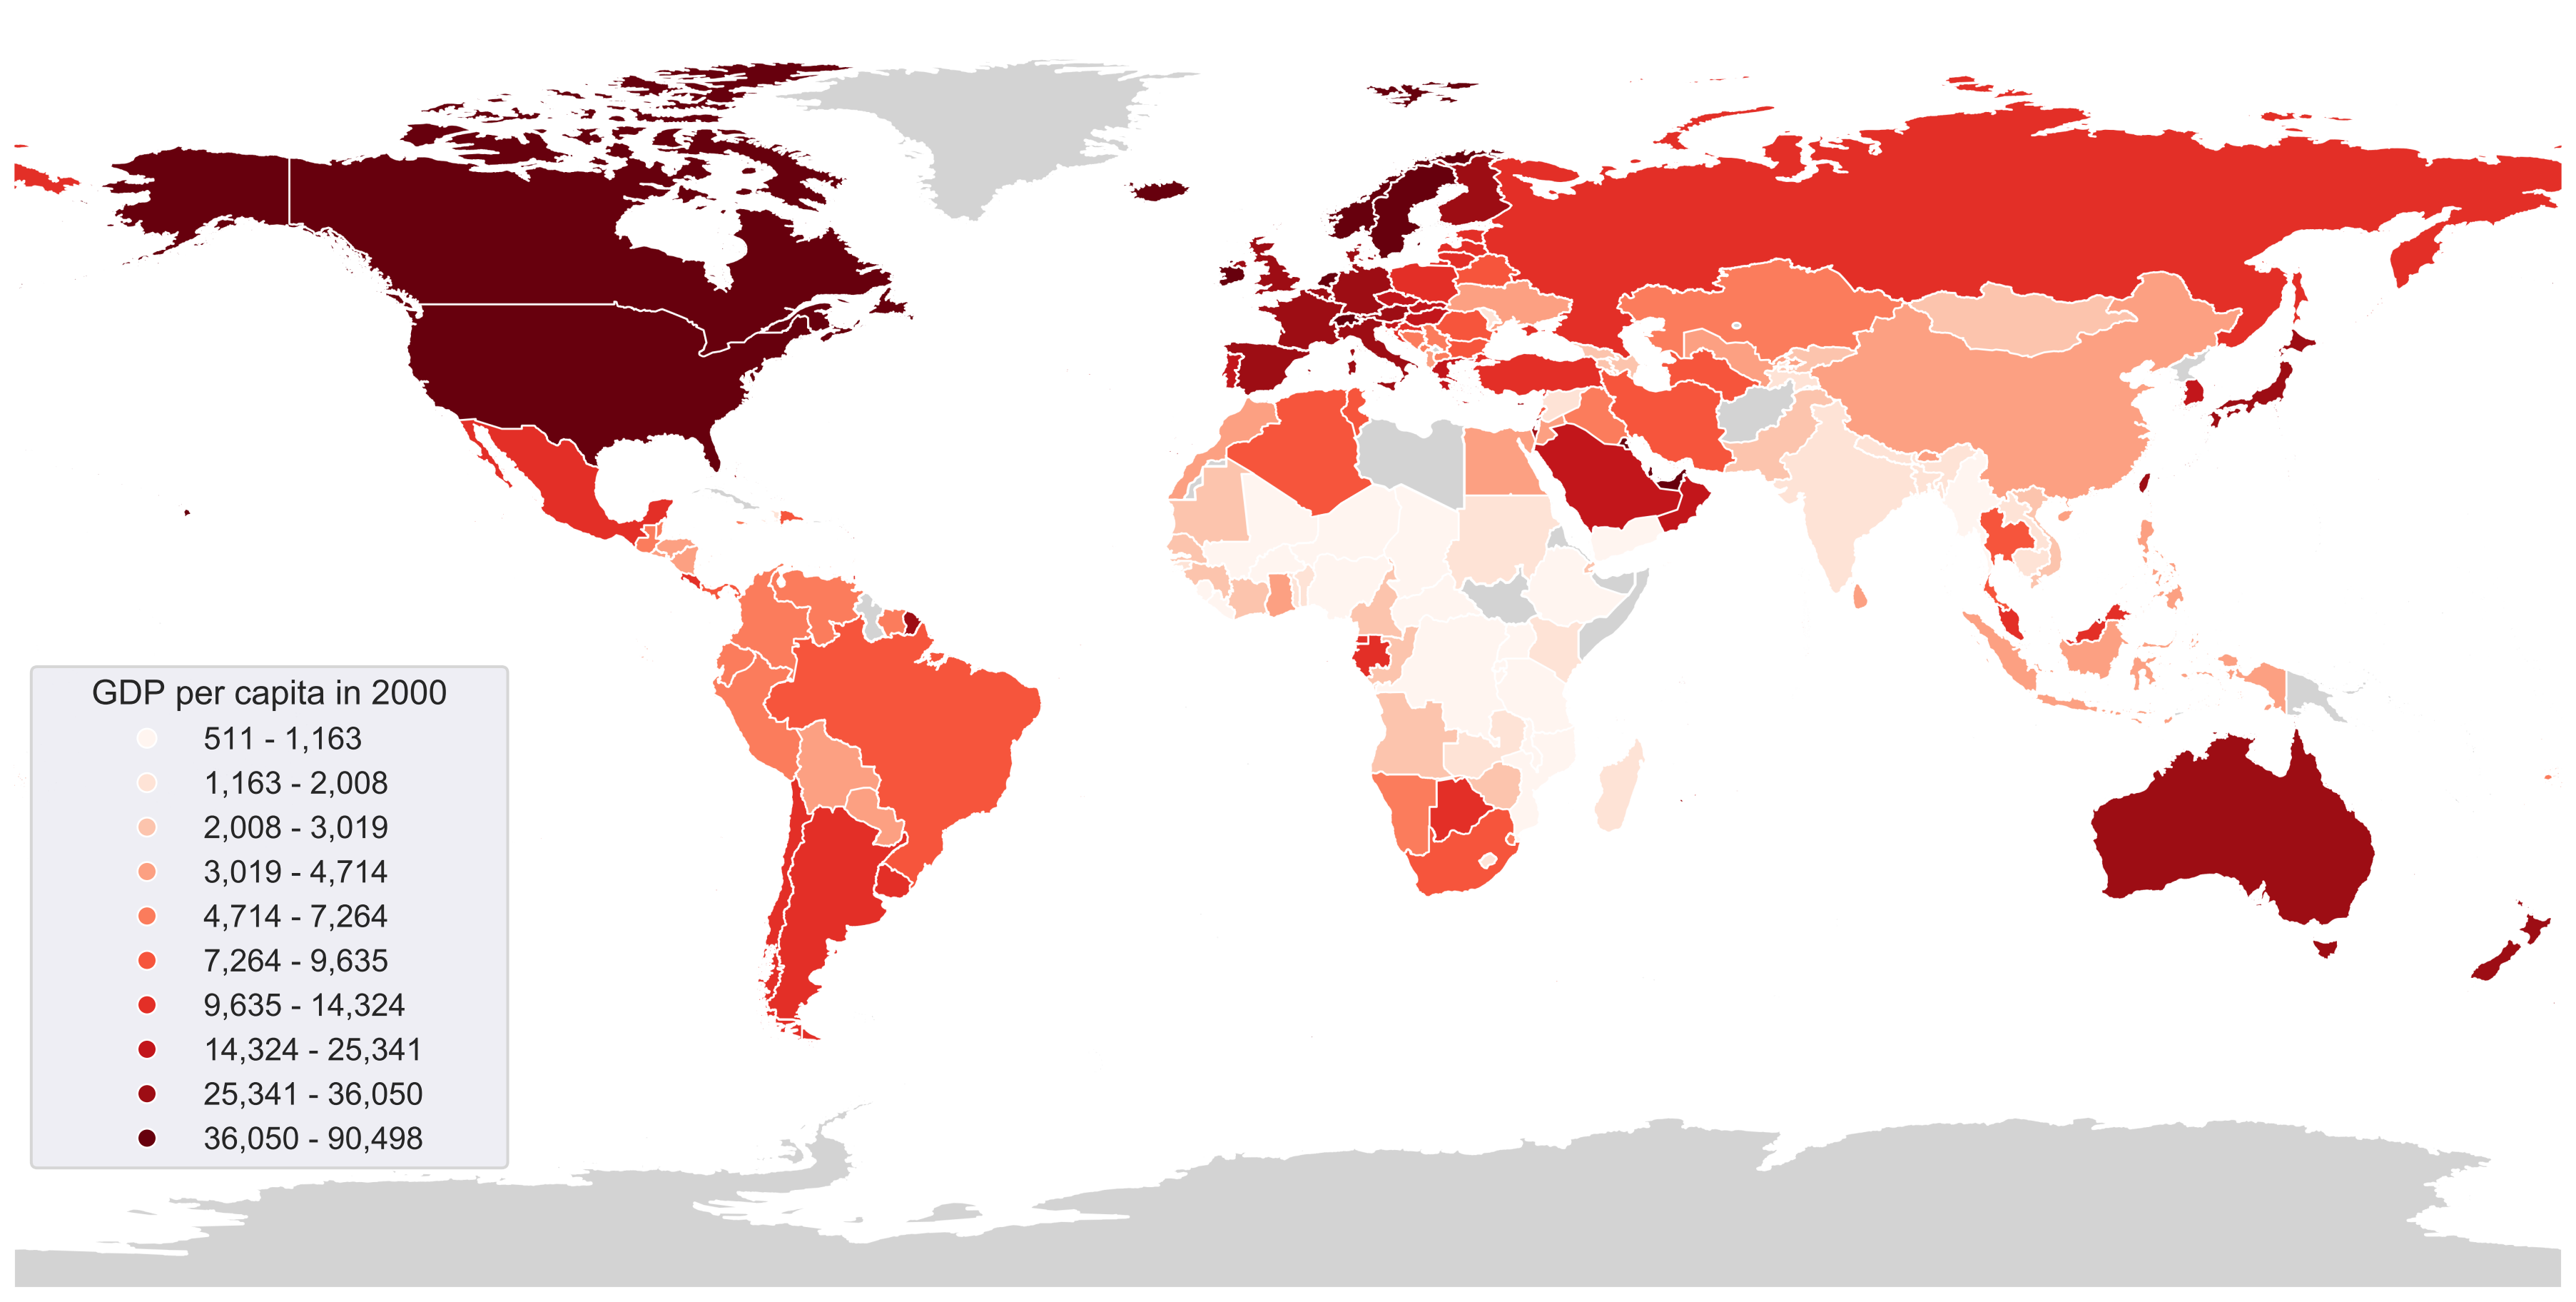 GDP per capita in 2000
511 - 1,163
1,163 - 2,008
2,008 - 3,019
3,019 - 4,714
4,714 - 7,264
7,264 - 9,635
9,635 - 14,324
14,324 - 25,341
25,341 - 36,050
36,050 - 90,498